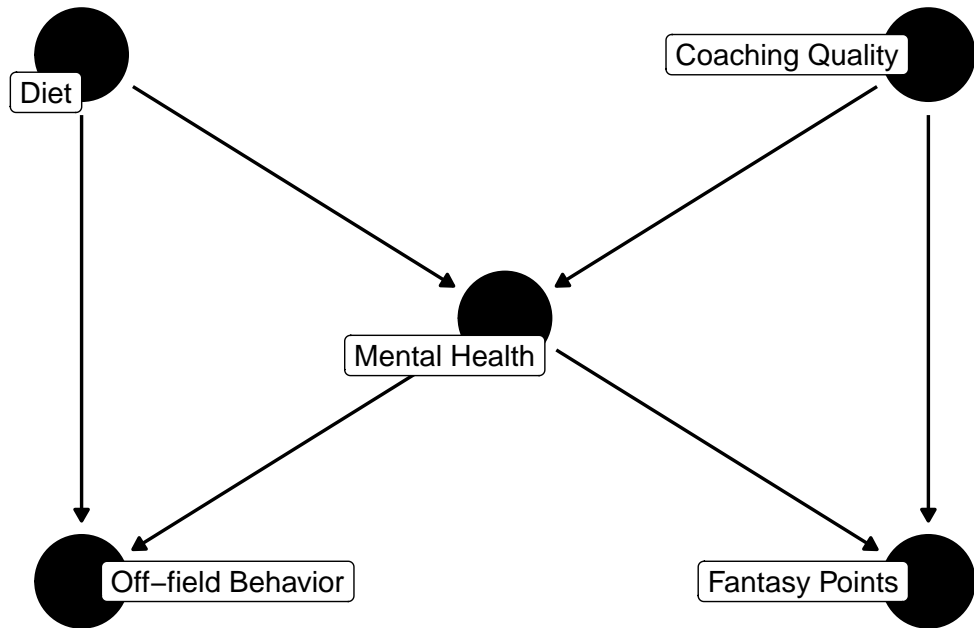 Diet
Coaching Quality
Mental Health
Off−field Behavior
Fantasy Points